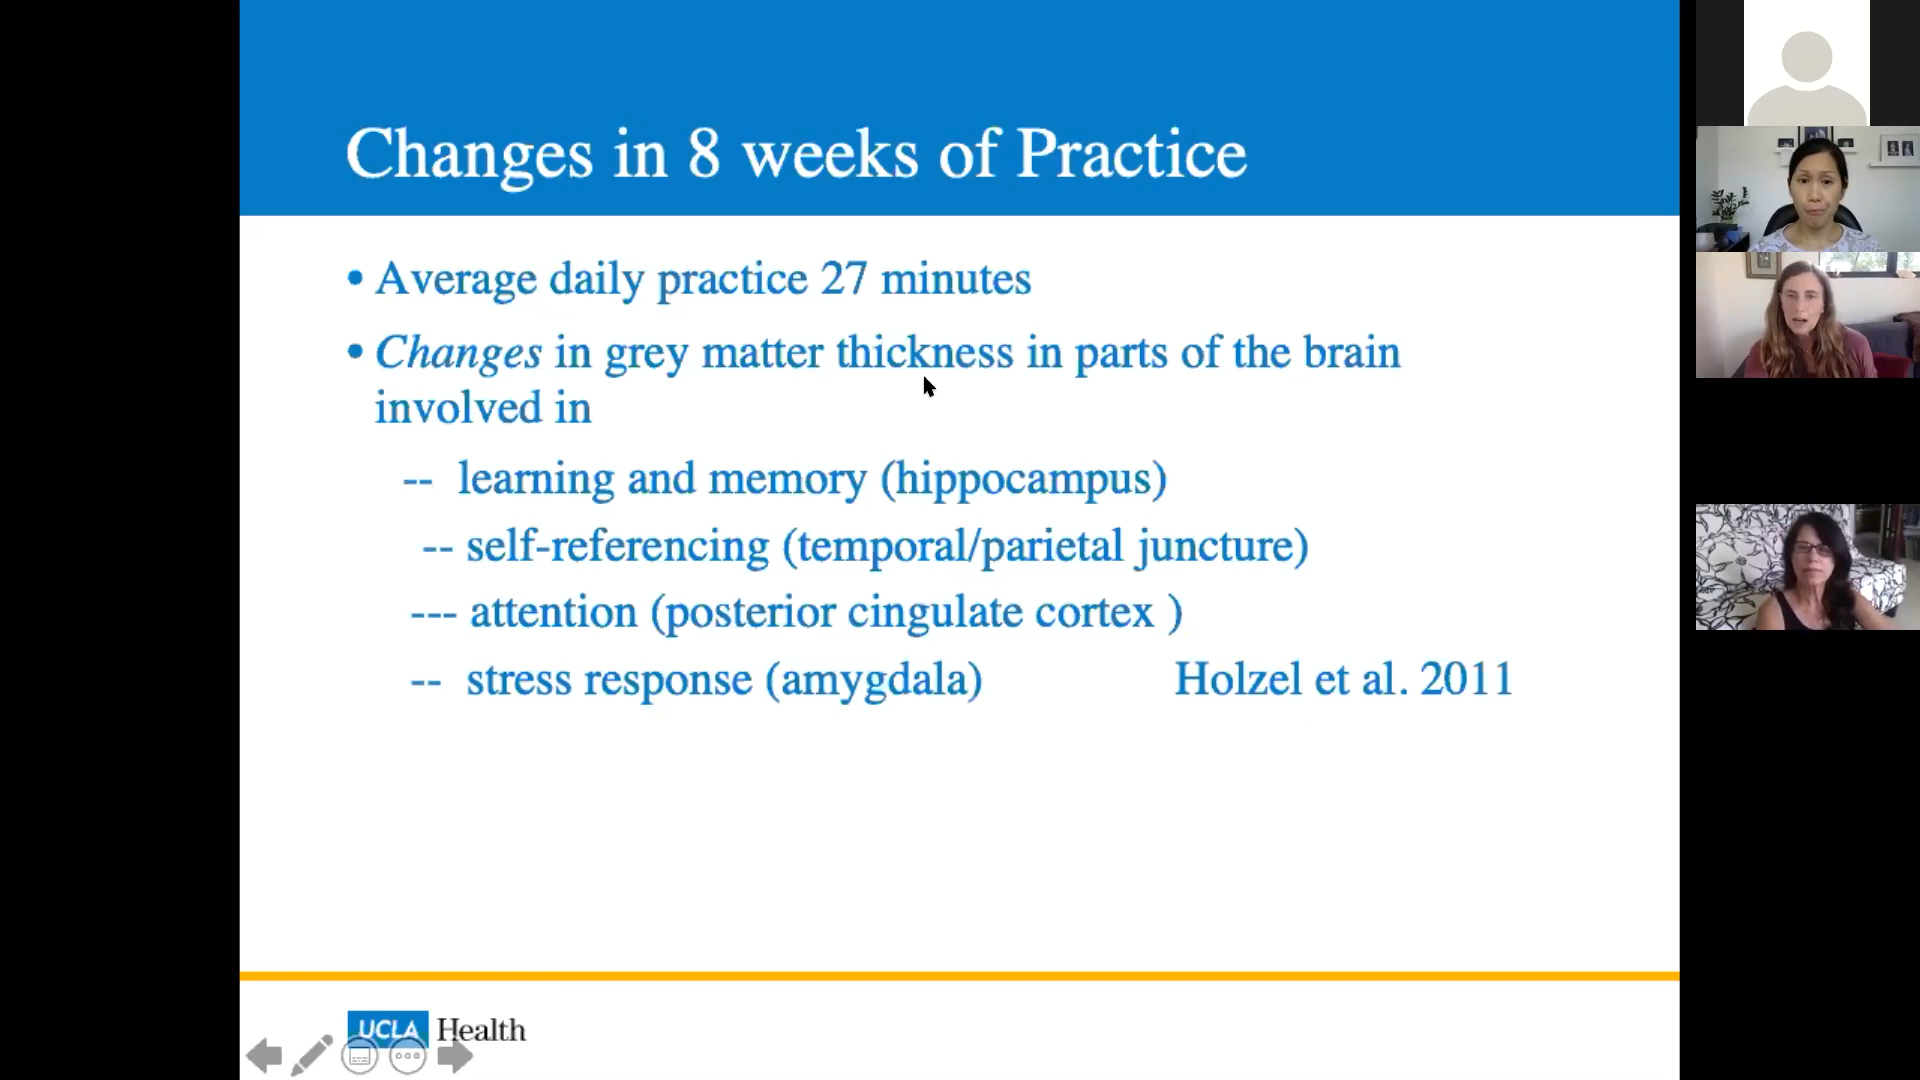 Changes in 8 weeks of Practice
• Average daily practice 27 minutes
• Changes in grey matter thickness in parts of the brain
involved in
-- learning and memory (hippocampus)
-- self-referencing (temporal/parietal juncture)
--- attention (posterior cingulate cortex )
-- stress response (amygdala) Holzel et al. 2011
UCLA Health